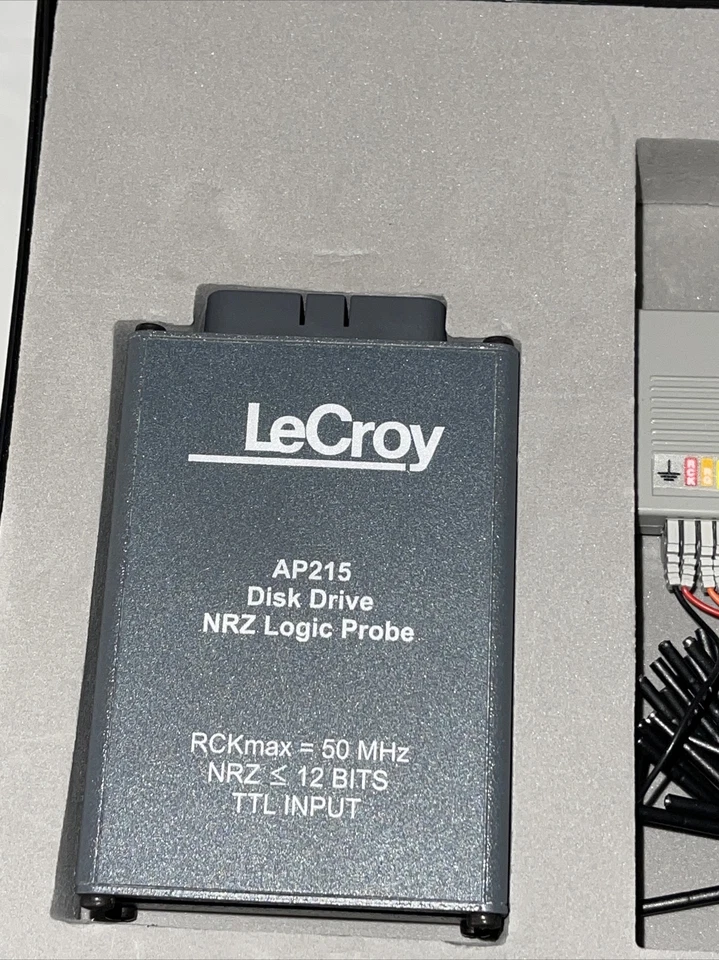 LeCroy
AP215
Disk Drive
NRZ Logic Probe
RCKmax = 50 MHz
NRZ ≤ 12 BITS
TTL INPUT
RCK